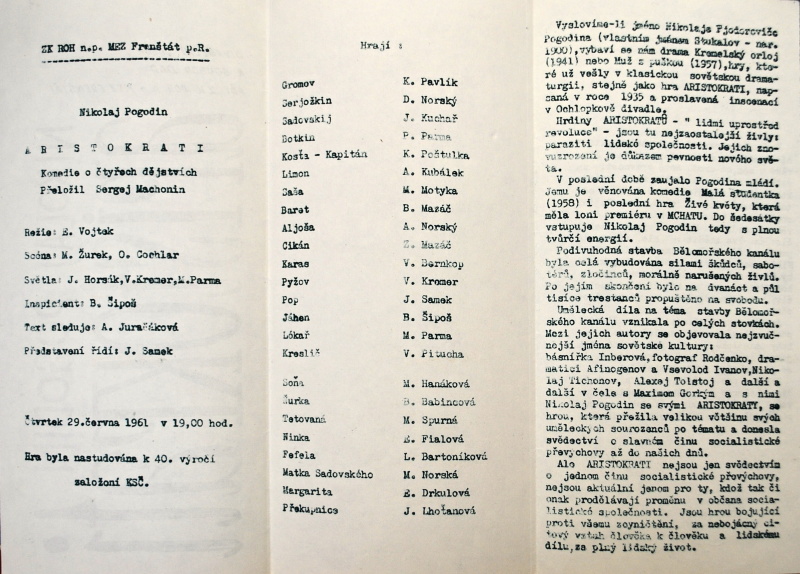 ZK ROH n.p. MEZ Frenštát p.R.
Nikolaj Pogodin
ARISTOKRATI
Komedie o čtyřech dějstvích
Přeložil Sergej Machonin
Režie: E. Vojtek
Scéna: M. Žurek, O. Cochlar
Světla: J. Horsák, V. Kremer, M. Parma
Inspicient: B. Šipoň
Text sleduje: A. Juračáková
Představení řídí: J. Samek
Čtvrtek 29.června 1961 v 19,00 hod.
Hra byla nastudována k 40. výročí
založení KSČ.
Hrají :
Gromov K. Pavlík
Berjožkin D. Norský
Sadovskij J. Kuchař
Botkin P. Parma
Kosta - Kapitán K. Poštulka
Limon A. Kubálek
Saša M. Motyka
Baret B. Mazáč
Aljoša A. Norský
Cikán Z. Mazáč
Karas V. Bernkop
Pyžov V. Kremer
Pop J. Samek
Jáhen B. Šipoň
Lékař M. Parma
Kreslič V. Pitucha
Soňa M. Hanáková
Šurka B. Babincová
Tetovaná M. Spurná
Ninka E. Fialová
Fefela L. Bartoníková
Matka Sadovského M. Norská
Margarita E. Drkulová
Překupnice J. Lhoťanová
Vyslovíme-li jméno Nikolaje Fjodoroviče
Pogodina (vlastním jménem Stukalov - nar.
1900),vybaví se nám drama Kremelský orloj
(1941) nebo Muž z puškou (1957),hry, kte-
ré už vešly v klasickou sovětskou drama-
turgii, stejně jako hra ARISTOKRATI, nap-
saná v roce 1935 a proslavená inscenací
v Ochlopkově divadle.
Hrdiny ARISTOKRATŮ - " lidmi uprostřed
revoluce" - jsou tu nejzaostalejší živly:
paraziti lidské společnosti. Jejich zno-
vuzrození je důkazem pevnosti nového svě-
ta.
V poslední době zaujalo Pogodina mládí.
Jemu je věnována komedie Malá studentka
(1958) i poslední hra Živé květy, která
měla loni premiéru v MCHATU. Do šedesátky
vstupuje Nikolaj Pogodin tedy s plnou
tvůrčí energií.
Podivuhodná stavba Bělomořského kanálu
byla celá vybudována silami škůdců, sabo-
térů, zločinců, morálně narušených živlů.
Po jejím skončení bylo na dvanáct a půl
tisíce trestanců propuštěno na svobodu.
Umělecká díla na téma stavby Bělomoř-
ského kanálu vznikala po celých stovkách.
Mezi jejich autory se objevovala nejzvuč-
nější jména sovětské kultury:
básnířka Inberová,fotograf Rodčenko, dra-
matici Afinogenov a Vsevolod Ivanov,Niko-
laj Tichonov, Alexej Tolstoj a další a
další v čele s Maximem Gorkým a s nimi
Nikolaj Pogodin se svými ARISTOKRATY, se
hrou, která přežila velikou většinu svých
uměleckých sourozenců po tématu a donesla
svědectví o slavném činu socialistické
převýchovy až do našich dnů.
Ale ARISTOKRATI nejsou jen svědectvím
o jednom činu socialistické převýchovy,
nejsou aktuální jenom pro ty, kdož tak či
onak prodělávají proměnu v občana socia-
listické společnosti. Jsou hrou bojující
proti všemu zcyničtění, za nebojácný ci-
tový vztah člověka k člověku a lidskému
dílu,za plný lidský život.